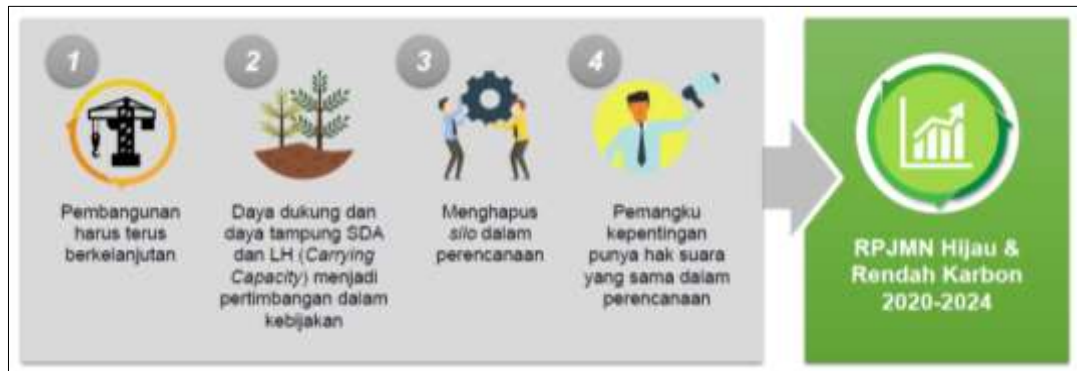 1
Pembangunan
harus terus
berkelanjutan
2
Daya dukung dan
daya tampung SDA
dan LH (Carrying
Capacity) menjadi
pertimbangan dalam
kebijakan
3
Menghapus
silo dalam
perencanaan
4
Pemangku
kepentingan
punya hak suara
yang sama dalam
perencanaan
RPJMN Hijau &
Rendah Karbon
2020-2024